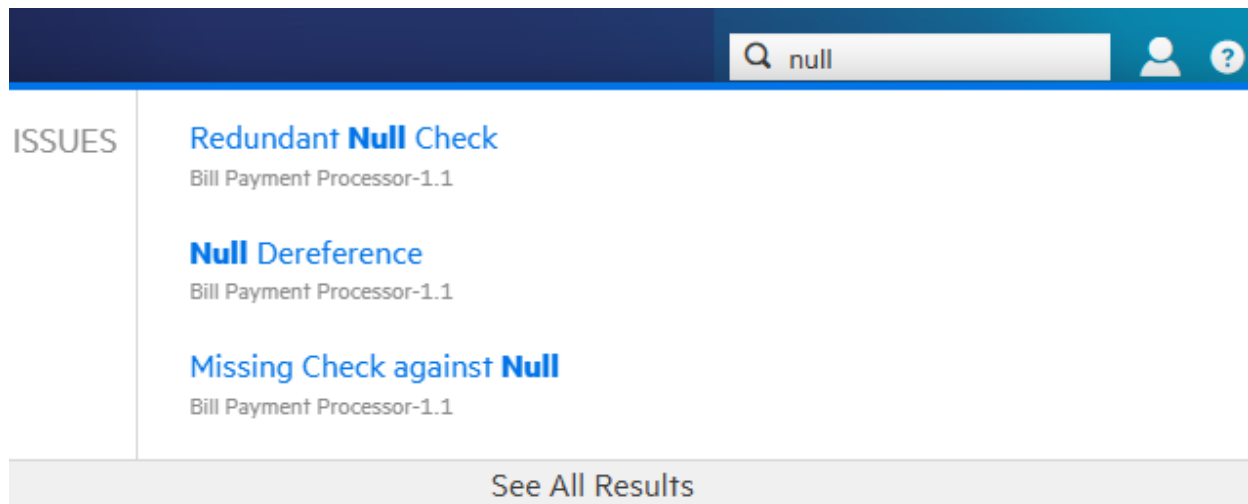 null
?
ISSUES
Redundant Null Check
Bill Payment Processor-1.1
Null Dereference
Bill Payment Processor-1.1
Missing Check against Null
Bill Payment Processor-1.1
See All Results